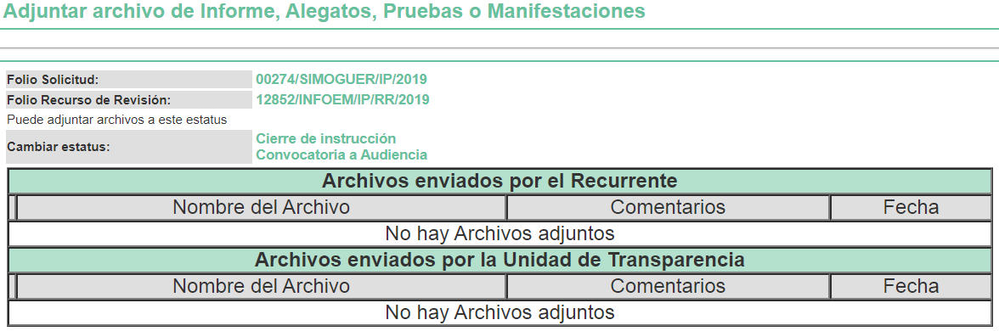 Adjuntar archivo de Informe, Alegatos, Pruebas o Manifestaciones
Folio Solicitud: 00274/SIMOGUER/IP/2019
Folio Recurso de Revisión: 12852/INFOEM/IP/RR/2019
Puede adjuntar archivos a este estatus
Cambiar estatus: Cierre de instrucción
Convocatoria a Audiencia
Archivos enviados por el Recurrente
Nombre del Archivo Comentarios Fecha
No hay Archivos adjuntos
Archivos enviados por la Unidad de Transparencia
Nombre del Archivo Comentarios Fecha
No hay Archivos adjuntos